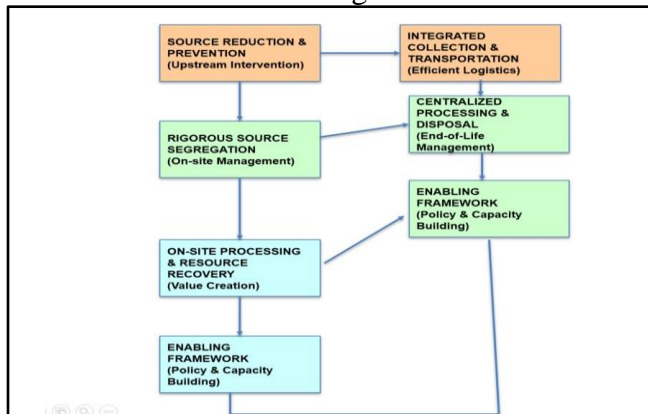 SOURCE REDUCTION &
PREVENTION
(Upstream Intervention)
INTEGRATED
COLLECTION &
TRANSPORTATION
(Efficient Logistics)
RIGOROUS SOURCE
SEGREGATION
(On-site Management)
CENTRALIZED
PROCESSING &
DISPOSAL
(End-of-Life
Management)
ENABLING
FRAMEWORK
(Policy & Capacity
Building)
ON-SITE PROCESSING
& RESOURCE
RECOVERY
(Value Creation)
ENABLING
FRAMEWORK
(Policy & Capacity
Building)